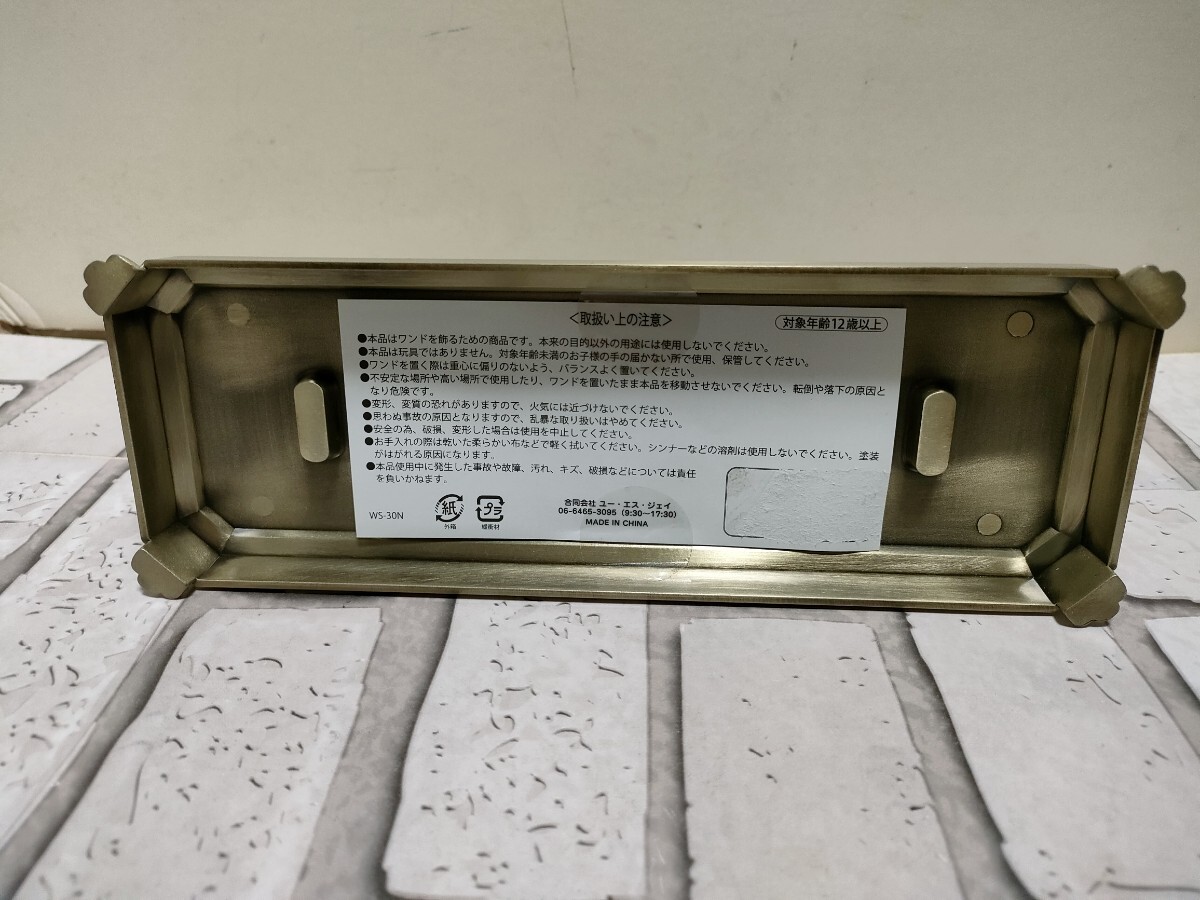 ＜取扱い上の注意＞
対象年齢12歳以上
●本品はワンドを飾るための商品です。本来の目的以外の用途には使用しないでください。
●本品は玩具ではありません。対象年齢未満のお子様の手の届かない所で使用、保管してください。
●ワンドを置く際は重心に偏りのないよう、バランスよく置いてください。
●不安定な場所や高い場所で使用したり、ワンドを置いたまま本品を移動させないでください。転倒や落下の原因と
なり危険です。
●変形、変質の恐れがありますので、火気には近づけないでください。
●思わぬ事故の原因となりますので、乱暴な取り扱いはやめてください。
●安全の為、破損、変形した場合は使用を中止してください。
●お手入れの際は乾いた柔らかい布などで軽く拭いてください。シンナーなどの溶剤は使用しないでください。塗装
がはがれる原因になります。
●本品使用中に発生した事故や故障、汚れ、キズ、破損などについては責任
を負いかねます。
WS-30N
紙
外箱
プラ
緩衝材
合同会社 ユー・エス・ジェイ
06-6465-3095（9:30～17:30）
MADE IN CHINA